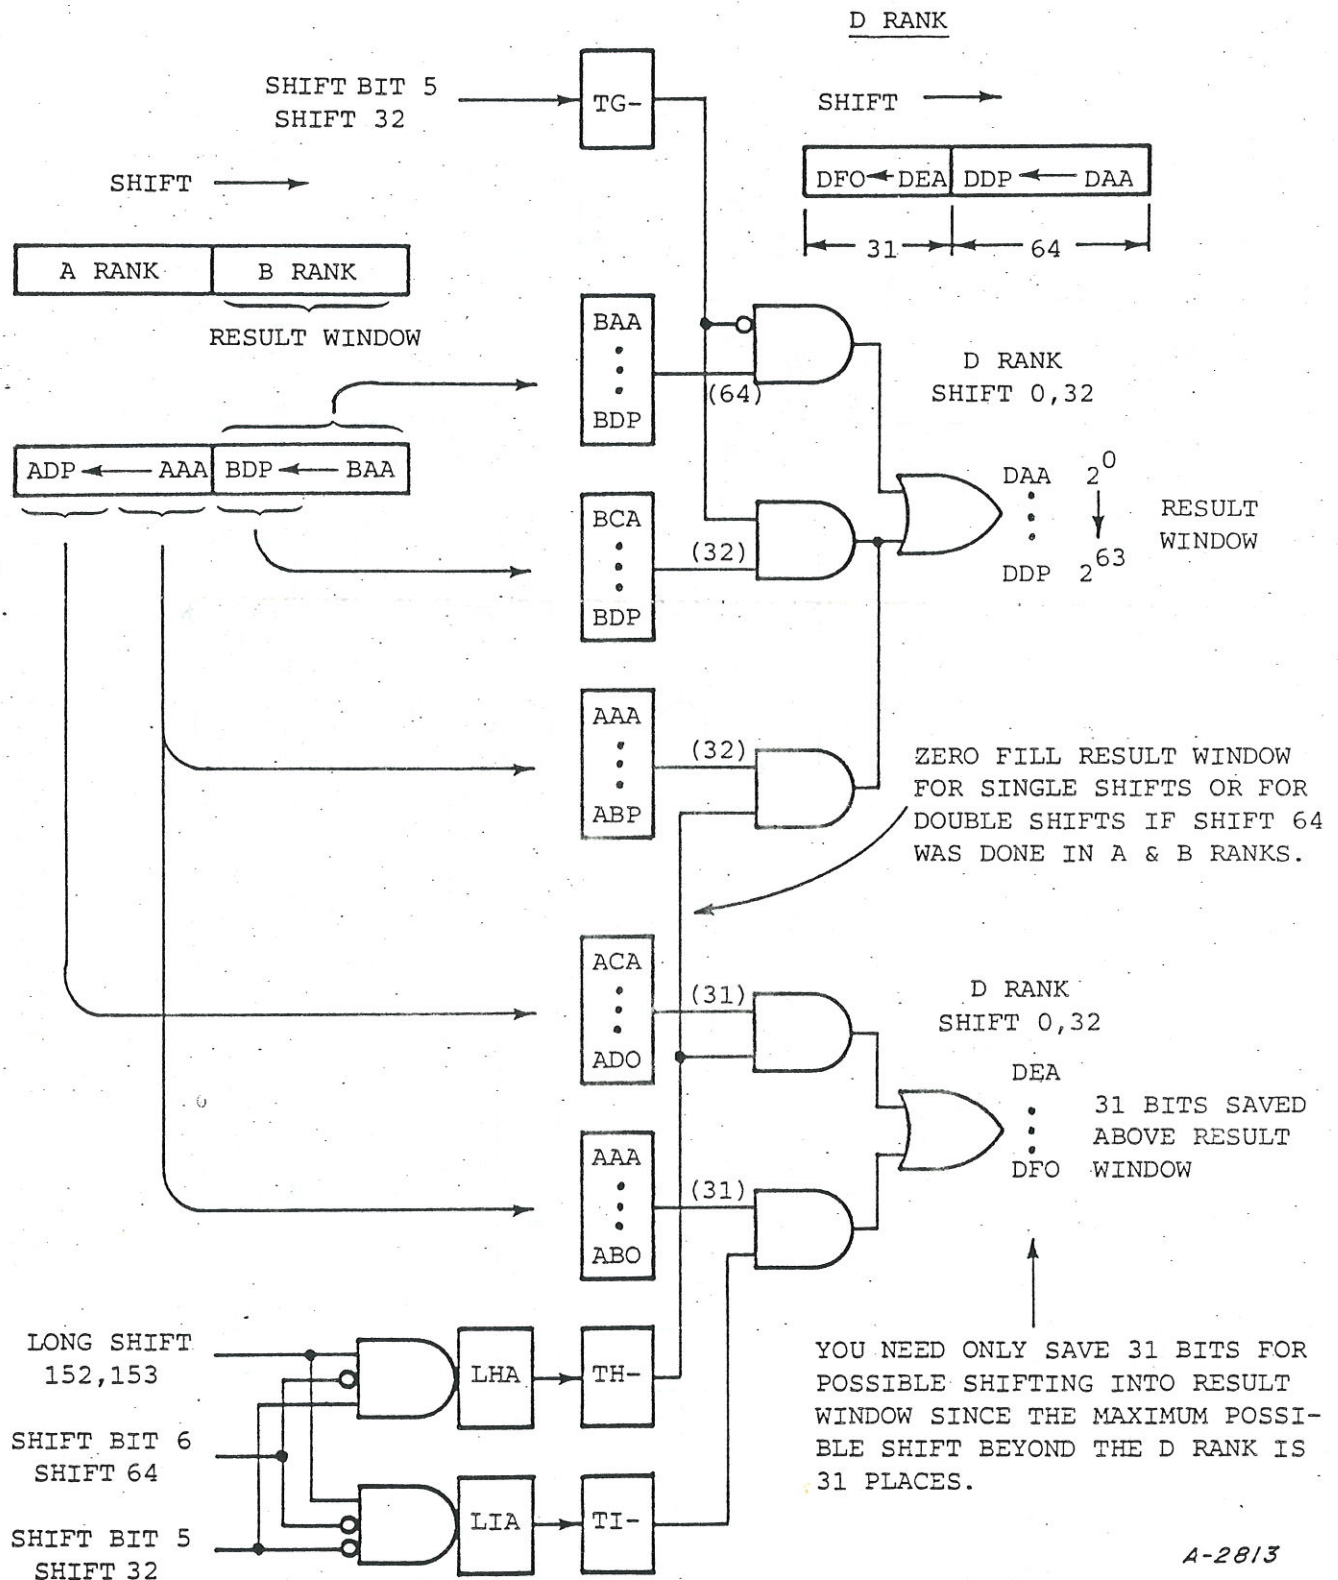 D RANK
SHIFT BIT 5
SHIFT 32
TG-
SHIFT
DFO DEA DDP DAA
31 64
SHIFT
A RANK B RANK
RESULT WINDOW
BAA
BDP
(64)
D RANK
SHIFT 0,32
ADP AAA BDP BAA
BCA
BDP
(32)
DAA 2^0
DDP 2^63
RESULT
WINDOW
AAA
ABP
(32)
ZERO FILL RESULT WINDOW
FOR SINGLE SHIFTS OR FOR
DOUBLE SHIFTS IF SHIFT 64
WAS DONE IN A & B RANKS.
ACA
ADO
(31)
D RANK
SHIFT 0,32
DEA
DFO
31 BITS SAVED
ABOVE RESULT
WINDOW
AAA
ABO
(31)
LONG SHIFT
152,153
LHA
TH-
SHIFT BIT 6
SHIFT 64
SHIFT BIT 5
SHIFT 32
LIA
TI-
YOU NEED ONLY SAVE 31 BITS FOR
POSSIBLE SHIFTING INTO RESULT
WINDOW SINCE THE MAXIMUM POSSI-
BLE SHIFT BEYOND THE D RANK IS
31 PLACES.
A-2813